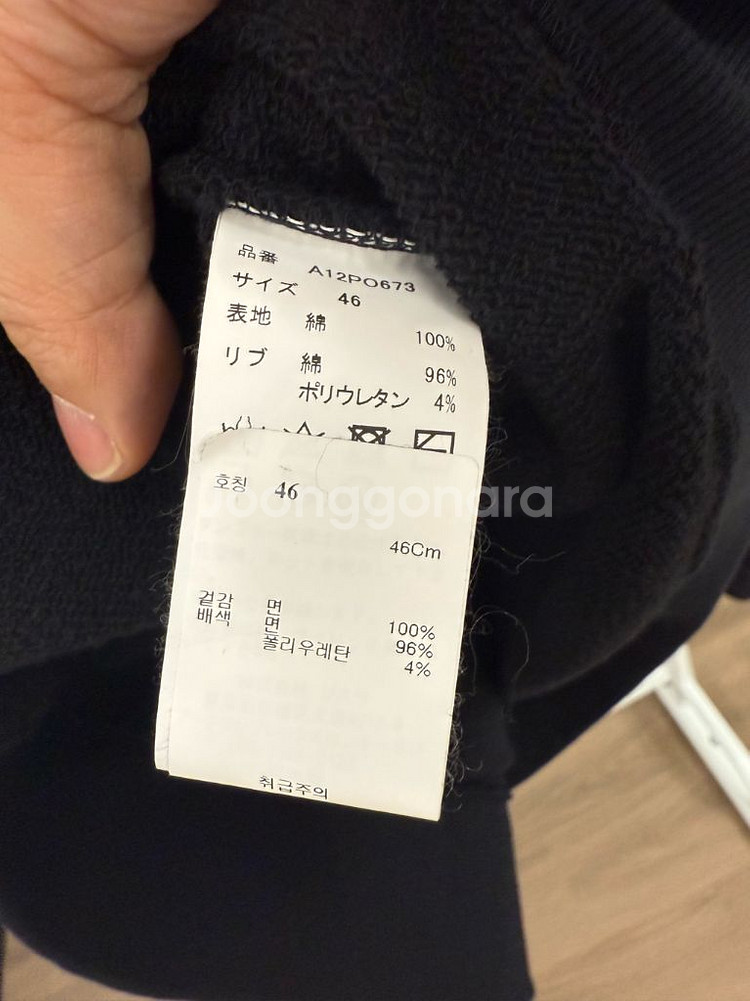 品番 A12PO673
サイズ 46
表地 綿 100%
リブ 綿 96%
ポリウレタン 4%
호칭 46
joonggonara
46Cm
겉감 면 100%
배색 면 96%
폴리우레탄 4%
취급주의